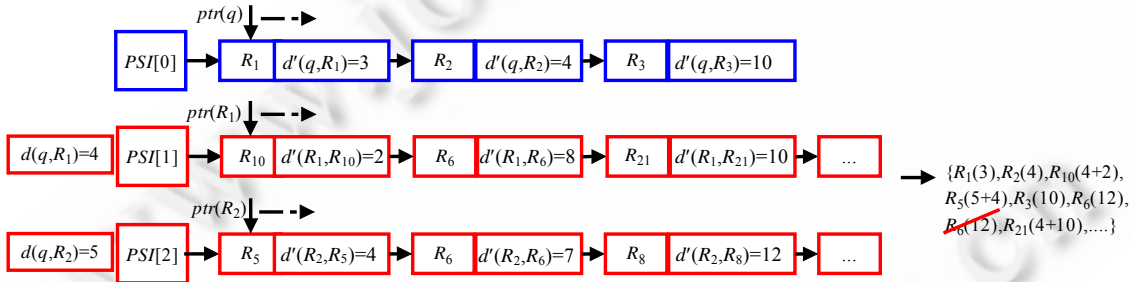 ptr(q)
PSI[0] R₁ d′(q,R₁)=3 R₂ d′(q,R₂)=4 R₃ d′(q,R₃)=10
ptr(R₁)
d(q,R₁)=4 PSI[1] R₁₀ d′(R₁,R₁₀)=2 R₆ d′(R₁,R₆)=8 R₂₁ d′(R₁,R₂₁)=10 ...
{R₁(3),R₂(4),R₁₀(4+2),
R₅(5+4),R₃(10),R₆(12),
R₆(12),R₂₁(4+10),....}
ptr(R₂)
d(q,R₂)=5 PSI[2] R₅ d′(R₂,R₅)=4 R₆ d′(R₂,R₆)=7 R₈ d′(R₂,R₈)=12 ...